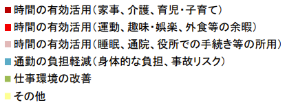 時間の有効活用(家事、介護、育児・子育て)
時間の有効活用(運動、趣味・娯楽、外食等の余暇)
時間の有効活用(睡眠、通院、役所での手続き等の所用)
通勤の負担軽減(身体的な負担、事故リスク)
仕事環境の改善
その他